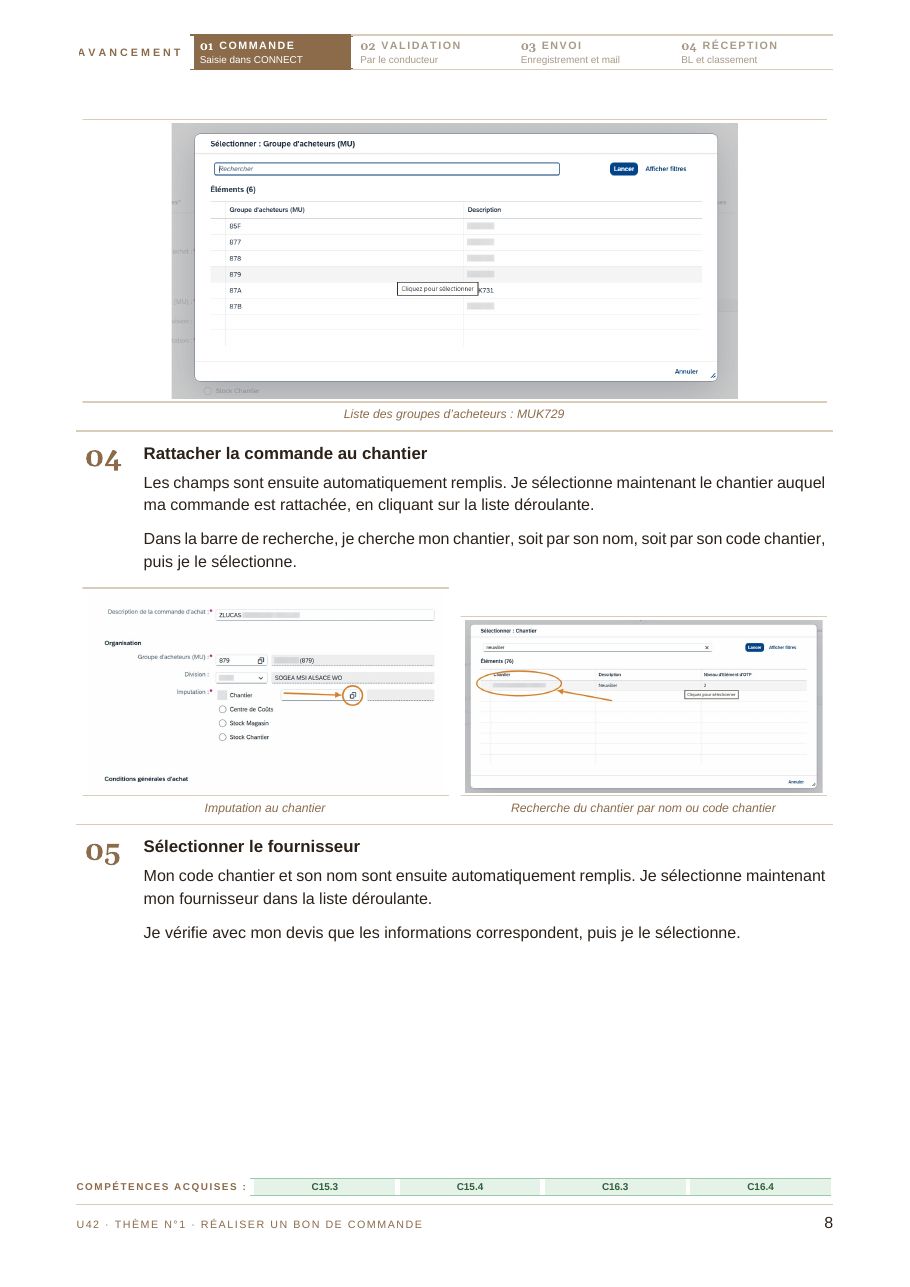 AVANCEMENT
01 COMMANDE
Saisie dans CONNECT
02 VALIDATION
Par le conducteur
03 ENVOI
Enregistrement et mail
04 RÉCEPTION
BL et classement
Sélectionner : Groupe d'acheteurs (MU)
Rechercher
Lancer
Afficher filtres
Éléments (6)
Groupe d'acheteurs (MU) Description
85F
877
878
879
87A
Cliquez pour sélectionner
K731
87B
Annuler
Stock Chantier
Liste des groupes d’acheteurs : MUK729
04 Rattacher la commande au chantier
Les champs sont ensuite automatiquement remplis. Je sélectionne maintenant le chantier auquel
ma commande est rattachée, en cliquant sur la liste déroulante.
Dans la barre de recherche, je cherche mon chantier, soit par son nom, soit par son code chantier,
puis je le sélectionne.
Description de la commande d'achat :*
ZLUCAS
Organisation
Groupe d'acheteurs (MU) :*
879
(879)
Division :
SOGEA MSI ALSACE WO
Imputation :*
Chantier
Centre de Coûts
Stock Magasin
Stock Chantier
Conditions générales d'achat
Imputation au chantier
Sélectionner : Chantier
neuviller
Lancer
Afficher filtres
Éléments (76)
Chantier Description Niveau d'élément d'OTP
Neuviller 2
Cliquez pour sélectionner
Annuler
Recherche du chantier par nom ou code chantier
05 Sélectionner le fournisseur
Mon code chantier et son nom sont ensuite automatiquement remplis. Je sélectionne maintenant
mon fournisseur dans la liste déroulante.
Je vérifie avec mon devis que les informations correspondent, puis je le sélectionne.
COMPÉTENCES ACQUISES : C15.3 C15.4 C16.3 C16.4
U42 · THÈME N°1 · RÉALISER UN BON DE COMMANDE 8